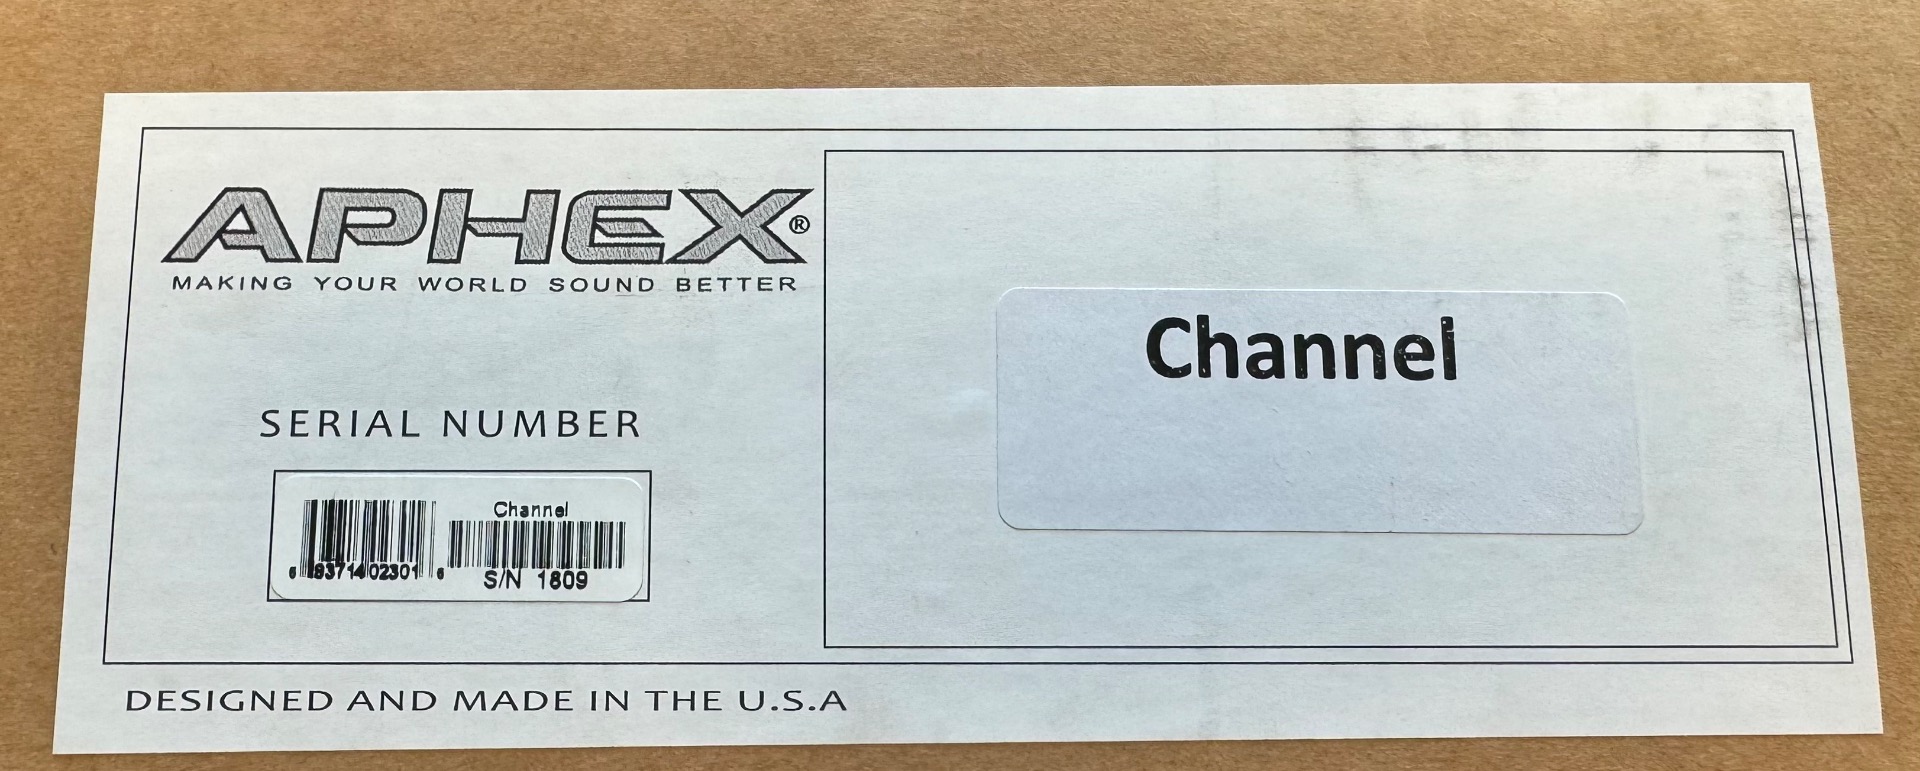 APHEX®
MAKING YOUR WORLD SOUND BETTER
SERIAL NUMBER
Channel
6 93714 02301 6
S/N 1809
DESIGNED AND MADE IN THE U.S.A
Channel